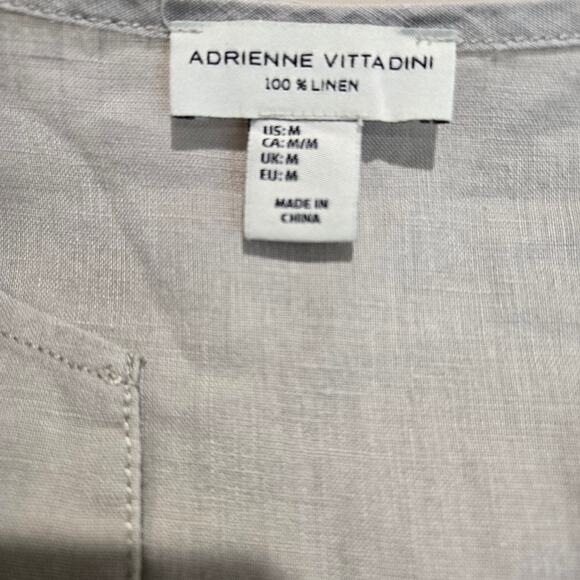 ADRIENNE VITTADINI
100 % LINEN
US: M
CA: M/M
UK: M
EU: M
MADE IN
CHINA